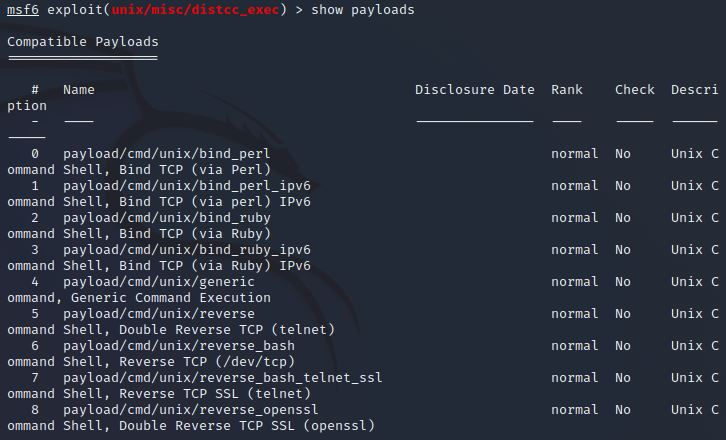 msf6 exploit(unix/misc/distcc_exec) > show payloads
Compatible Payloads
===================
# Name Disclosure Date Rank Check Descri
ption
- ---- --------------- ---- ----- ------
-----
0 payload/cmd/unix/bind_perl normal No Unix C
ommand Shell, Bind TCP (via Perl)
1 payload/cmd/unix/bind_perl_ipv6 normal No Unix C
ommand Shell, Bind TCP (via perl) IPv6
2 payload/cmd/unix/bind_ruby normal No Unix C
ommand Shell, Bind TCP (via Ruby)
3 payload/cmd/unix/bind_ruby_ipv6 normal No Unix C
ommand Shell, Bind TCP (via Ruby) IPv6
4 payload/cmd/unix/generic normal No Unix C
ommand, Generic Command Execution
5 payload/cmd/unix/reverse normal No Unix C
ommand Shell, Double Reverse TCP (telnet)
6 payload/cmd/unix/reverse_bash normal No Unix C
ommand Shell, Reverse TCP (/dev/tcp)
7 payload/cmd/unix/reverse_bash_telnet_ssl normal No Unix C
ommand Shell, Reverse TCP SSL (telnet)
8 payload/cmd/unix/reverse_openssl normal No Unix C
ommand Shell, Double Reverse TCP SSL (openssl)